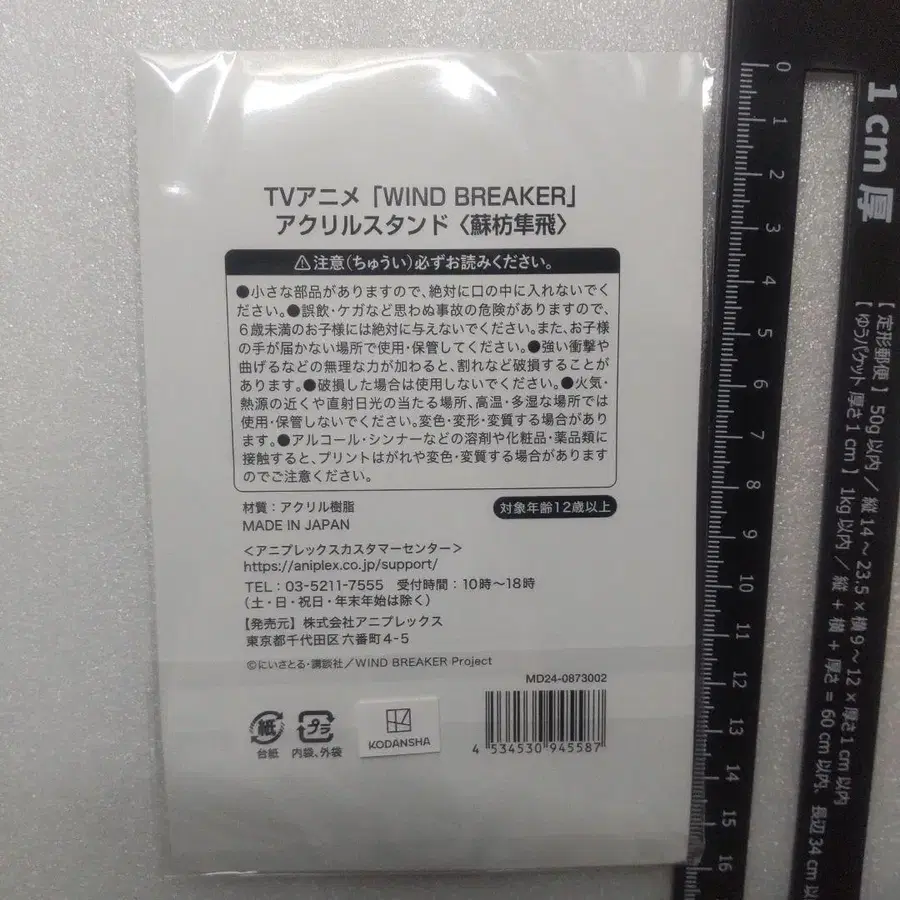 TVアニメ「WIND BREAKER」
アクリルスタンド〈蘇枋隼飛〉
⚠注意(ちゅうい)必ずお読みください。
●小さな部品がありますので、絶対に口の中に入れないでく
ださい。●誤飲・ケガなど思わぬ事故の危険がありますので、
6歳未満のお子様には絶対に与えないでください。また、お子様
の手が届かない場所で使用・保管してください。●強い衝撃や
曲げるなどの無理な力が加わると、割れなど破損することが
あります。●破損した場合は使用しないでください。●火気・
熱源の近くや直射日光の当たる場所、高温・多湿な場所では
使用・保管しないでください。変色・変形・変質する場合があり
ます。●アルコール・シンナーなどの溶剤や化粧品・薬品類に
接触すると、プリントはがれや変色・変質する場合があります
のでご注意ください。
材質:アクリル樹脂
対象年齢12歳以上
MADE IN JAPAN
<アニプレックスカスタマーセンター>
https://aniplex.co.jp/support/
TEL:03-5211-7555 受付時間:10時〜18時
(土・日・祝日・年末年始は除く)
【発売元】株式会社アニプレックス
東京都千代田区六番町4-5
©にいさとる・講談社/WIND BREAKER Project
MD24-0873002
紙
台紙
プラ
内袋、外袋
KODANSHA
4 534530 945587
0
1
2
3
4
5
6
7
8
9
10
11
12
13
14
15
16
1cm厚
【定形郵便】50g以内/縦14〜23.5×横9〜12×厚さ1cm以内
【ゆうパケット厚さ1cm】1kg以内/縦+横+厚さ=60cm以内、長辺34cm以